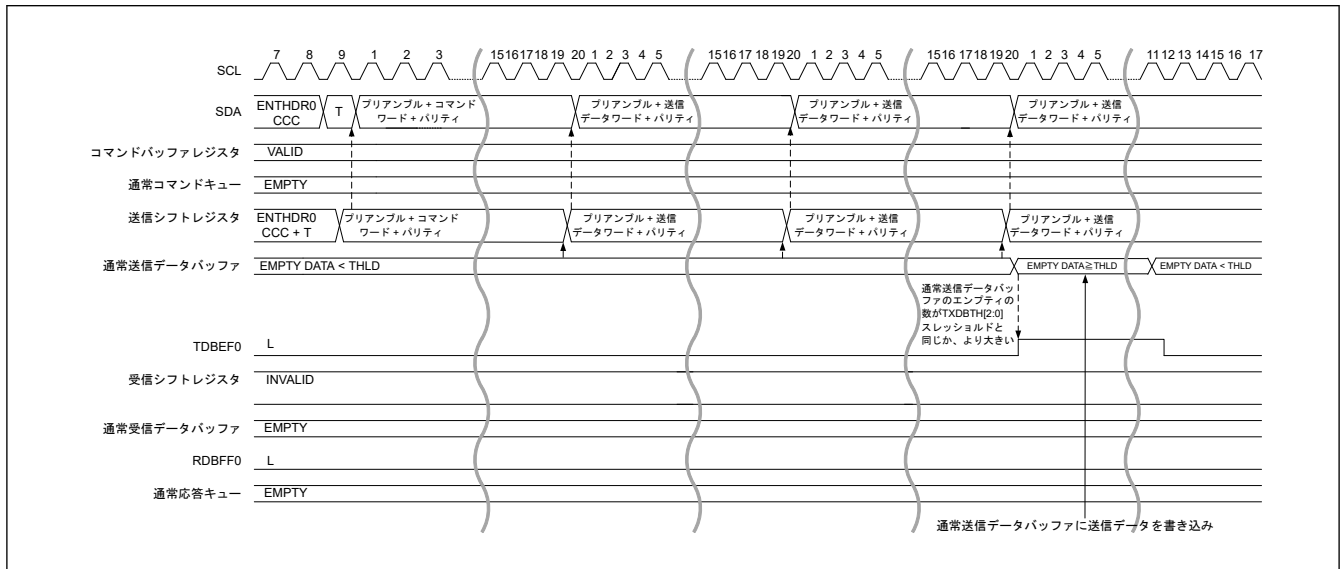 7 8 9 1 2 3 15 16 17 18 19 20 1 2 3 4 5 15 16 17 18 19 20 1 2 3 4 5 15 16 17 18 19 20 1 2 3 4 5 11 12 13 14 15 16 17
SCL
SDA
ENTHDR0
CCC
T
プリアンブル + コマンド
ワード + パリティ
プリアンブル + 送信
データワード + パリティ
プリアンブル + 送信
データワード + パリティ
プリアンブル + 送信
データワード + パリティ
コマンドバッファレジスタ
VALID
通常コマンドキュー
EMPTY
送信シフトレジスタ
ENTHDR0
CCC + T
プリアンブル + コマンド
ワード + パリティ
プリアンブル + 送信
データワード + パリティ
プリアンブル + 送信
データワード + パリティ
プリアンブル + 送信
データワード + パリティ
通常送信データバッファ
EMPTY DATA < THLD
EMPTY DATA≧THLD
EMPTY DATA < THLD
通常送信データバッ
ファのエンプティの
数がTXDBTH[2:0]
スレッショルドと
同じか、より大きい
TDBEF0
L
受信シフトレジスタ
INVALID
通常受信データバッファ
EMPTY
RDBFF0
L
通常応答キュー
EMPTY
通常送信データバッファに送信データを書き込み